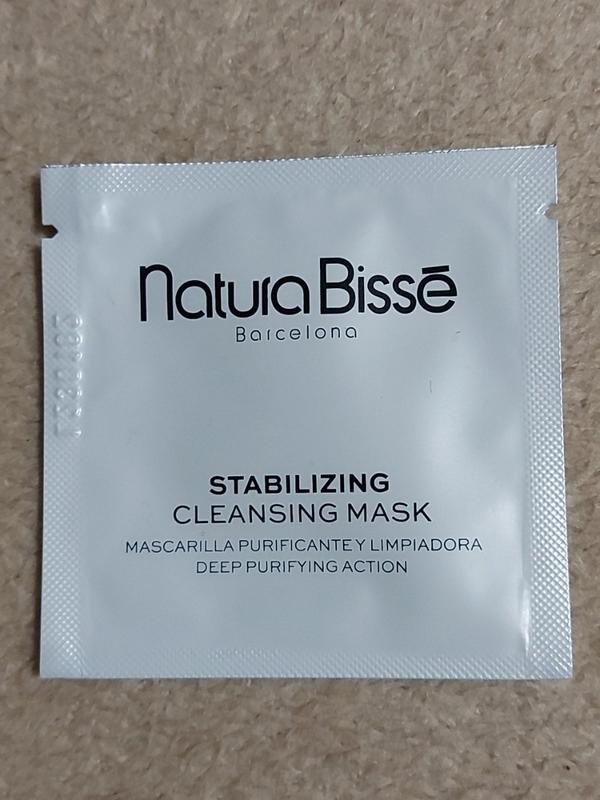 Natura Bissé
Barcelona
STABILIZING
CLEANSING MASK
MASCARILLA PURIFICANTE Y LIMPIADORA
DEEP PURIFYING ACTION